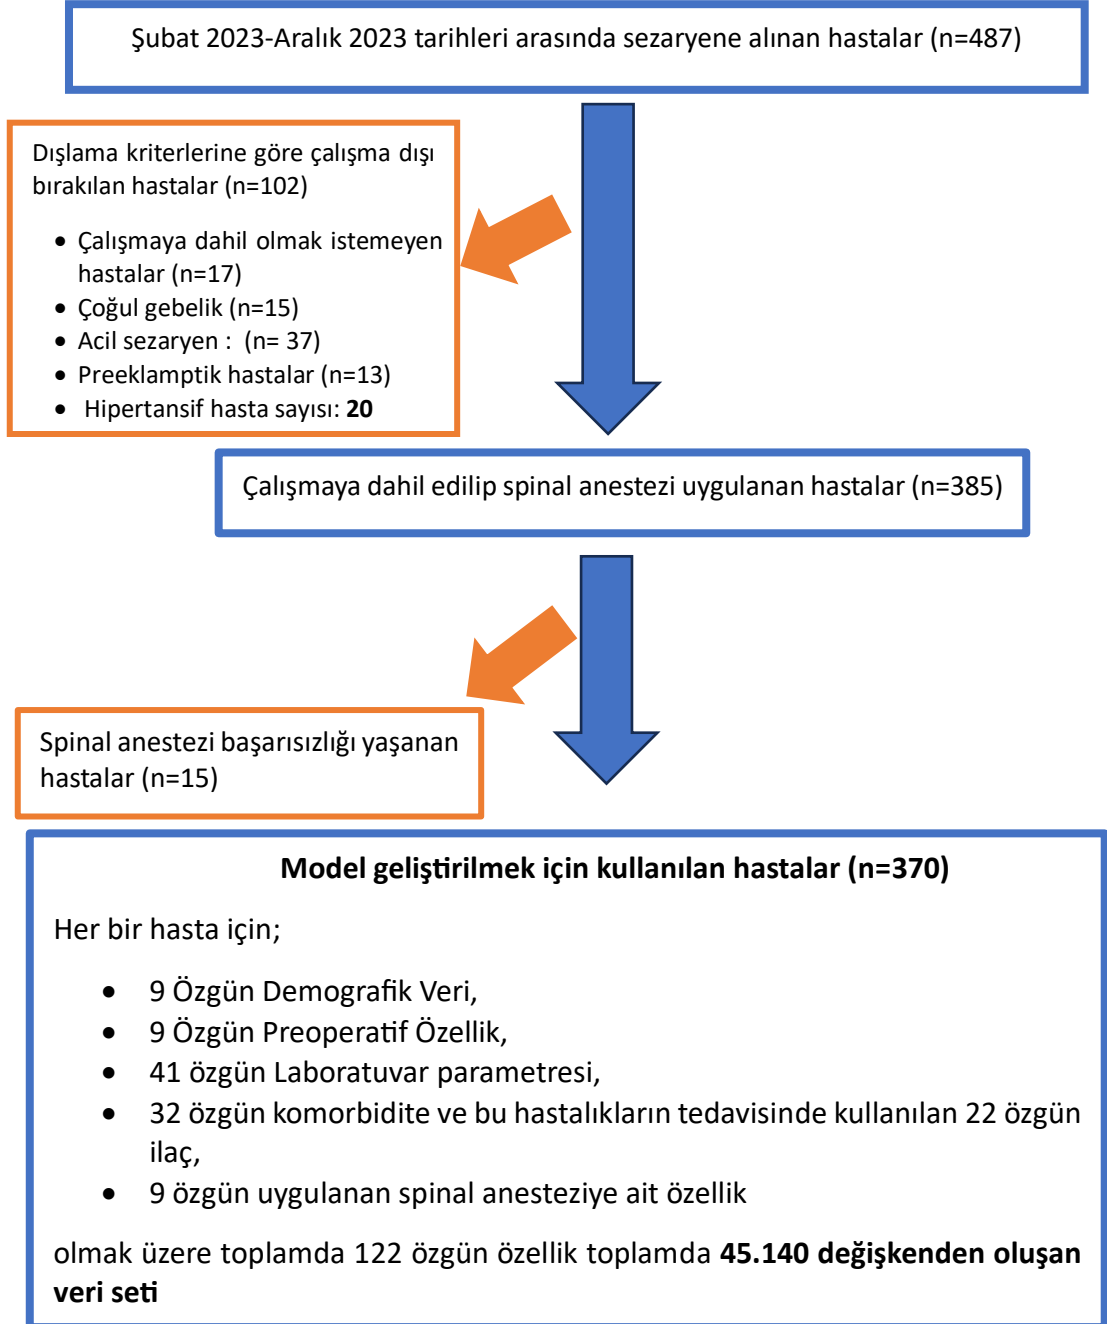 Şubat 2023-Aralık 2023 tarihleri arasında sezaryene alınan hastalar (n=487)
Dışlama kriterlerine göre çalışma dışı
bırakılan hastalar (n=102)
• Çalışmaya dahil olmak istemeyen
hastalar (n=17)
• Çoğul gebelik (n=15)
• Acil sezaryen : (n= 37)
• Preeklamptik hastalar (n=13)
• Hipertansif hasta sayısı: 20
Çalışmaya dahil edilip spinal anestezi uygulanan hastalar (n=385)
Spinal anestezi başarısızlığı yaşanan
hastalar (n=15)
Model geliştirilmek için kullanılan hastalar (n=370)
Her bir hasta için;
• 9 Özgün Demografik Veri,
• 9 Özgün Preoperatif Özellik,
• 41 özgün Laboratuvar parametresi,
• 32 özgün komorbidite ve bu hastalıkların tedavisinde kullanılan 22 özgün
ilaç,
• 9 özgün uygulanan spinal anesteziye ait özellik
olmak üzere toplamda 122 özgün özellik toplamda 45.140 değişkenden oluşan
veri seti